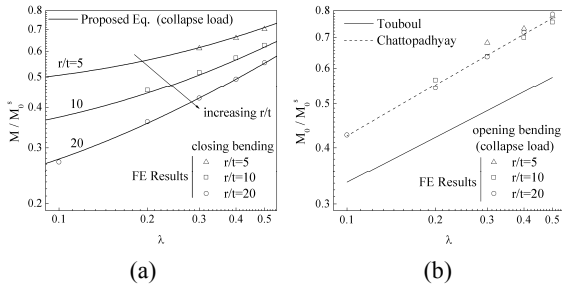 0.8
0.7
0.6
0.5
0.4
0.3
0.2
M / M₀ˢ
Proposed Eq. (collapse load)
r/t=5
10
20
increasing r/t
closing bending
FE Results
r/t=5
r/t=10
r/t=20
0.1
0.2
0.3
0.4
0.5
λ
(a)
0.8
0.7
0.6
0.5
0.4
0.3
M₀ / M₀ˢ
Touboul
Chattopadhyay
opening bending
(collapse load)
FE Results
r/t=5
r/t=10
r/t=20
0.1
0.2
0.3
0.4
0.5
λ
(b)